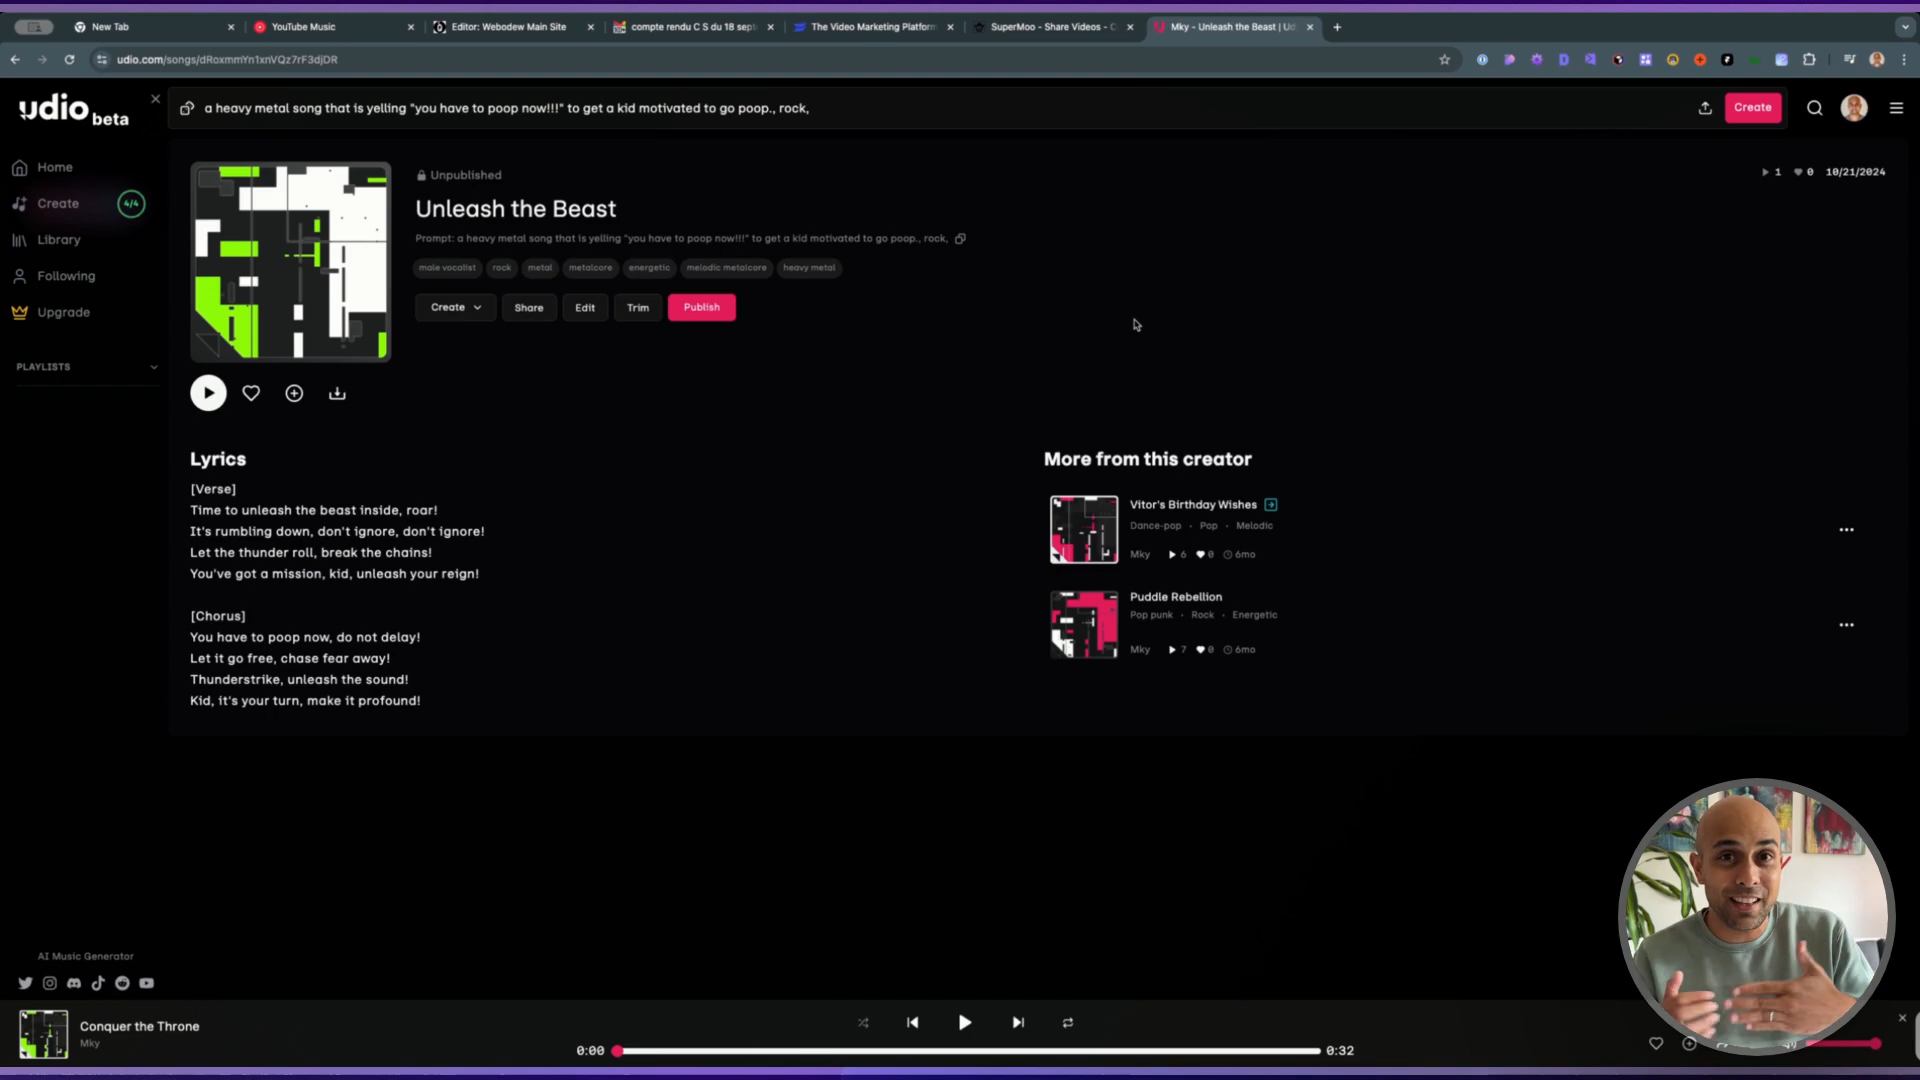 New Tab
YouTube Music
Editor: Webodew Main Site
compte rendu C S du 18 sept
The Video Marketing Platform
SuperMoo - Share Videos - C
Mky - Unleash the Beast | Ud
udio.com/songs/dRoxmmYn1xnVQz7rF3djDR
udio beta
a heavy metal song that is yelling "you have to poop now!!!" to get a kid motivated to go poop., rock,
Create
Home
Create
4/4
Library
Following
Upgrade
PLAYLISTS
Unpublished
1
0
10/21/2024
Unleash the Beast
Prompt: a heavy metal song that is yelling "you have to poop now!!!" to get a kid motivated to go poop., rock,
male vocalist
rock
metal
metalcore
energetic
melodic metalcore
heavy metal
Create
Share
Edit
Trim
Publish
Lyrics
[Verse]
Time to unleash the beast inside, roar!
It's rumbling down, don't ignore, don't ignore!
Let the thunder roll, break the chains!
You've got a mission, kid, unleash your reign!
[Chorus]
You have to poop now, do not delay!
Let it go free, chase fear away!
Thunderstrike, unleash the sound!
Kid, it's your turn, make it profound!
More from this creator
Vitor's Birthday Wishes
Dance-pop · Pop · Melodic
Mky 6 0 6mo
Puddle Rebellion
Pop punk · Rock · Energetic
Mky 7 0 6mo
AI Music Generator
Conquer the Throne
Mky
0:00
0:32